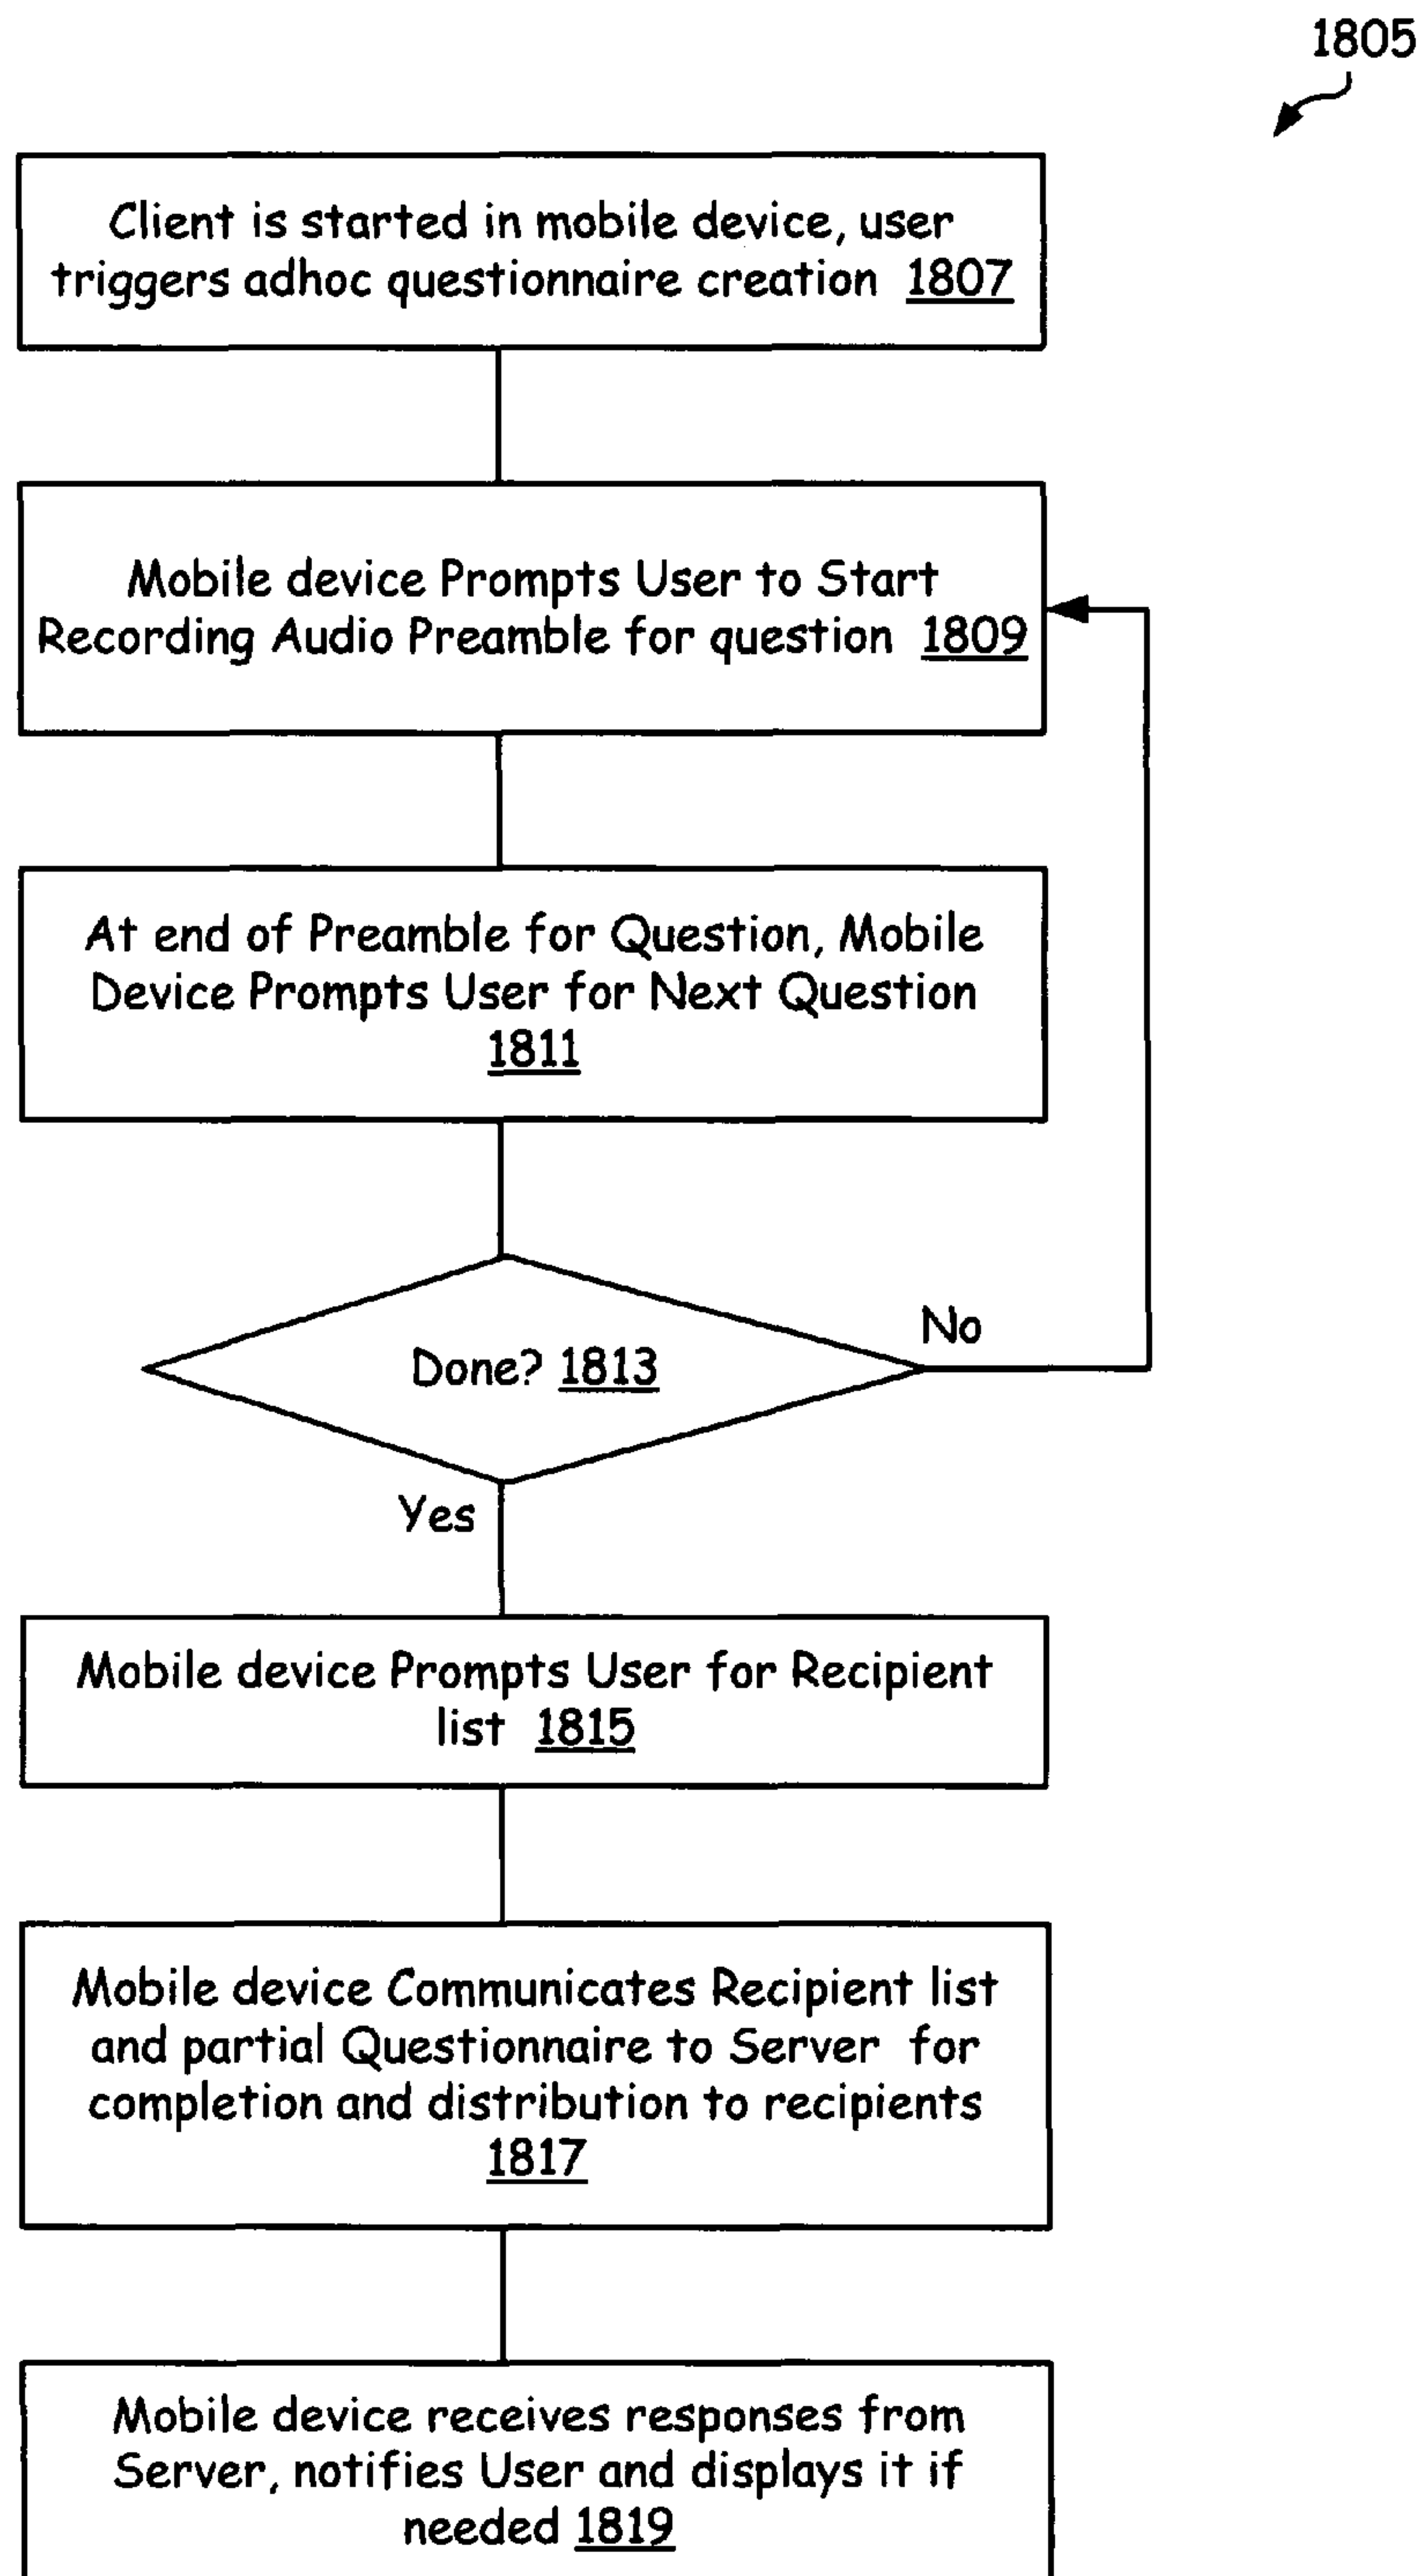 1805
Client is started in mobile device, user
triggers adhoc questionnaire creation 1807
Mobile device Prompts User to Start
Recording Audio Preamble for question 1809
At end of Preamble for Question, Mobile
Device Prompts User for Next Question
1811
Done? 1813
No
Yes
Mobile device Prompts User for Recipient
list 1815
Mobile device Communicates Recipient list
and partial Questionnaire to Server for
completion and distribution to recipients
1817
Mobile device receives responses from
Server, notifies User and displays it if
needed 1819